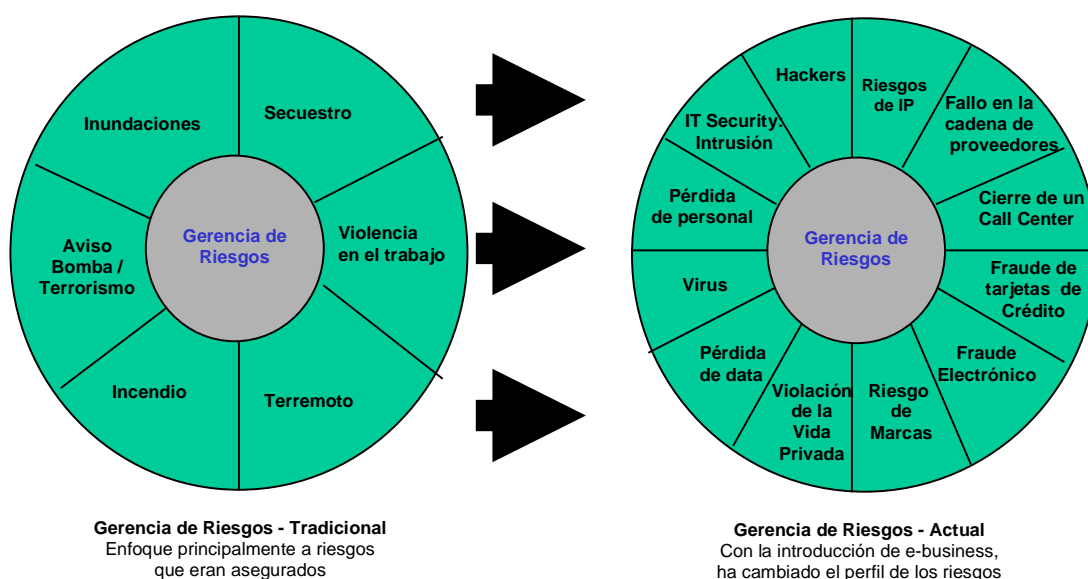 Inundaciones
Secuestro
Violencia
en el trabajo
Terremoto
Incendio
Aviso
Bomba /
Terrorismo
Gerencia de
Riesgos
Gerencia de Riesgos - Tradicional
Enfoque principalmente a riesgos
que eran asegurados
Hackers
Riesgos
de IP
Fallo en la
cadena de
proveedores
Cierre de un
Call Center
Fraude de
tarjetas de
Crédito
Fraude
Electrónico
Riesgo
de
Marcas
Violación
de la
Vida
Privada
Pérdida
de data
Virus
Pérdida
de personal
IT Security:
Intrusión
Gerencia de
Riesgos
Gerencia de Riesgos - Actual
Con la introducción de e-business,
ha cambiado el perfil de los riesgos